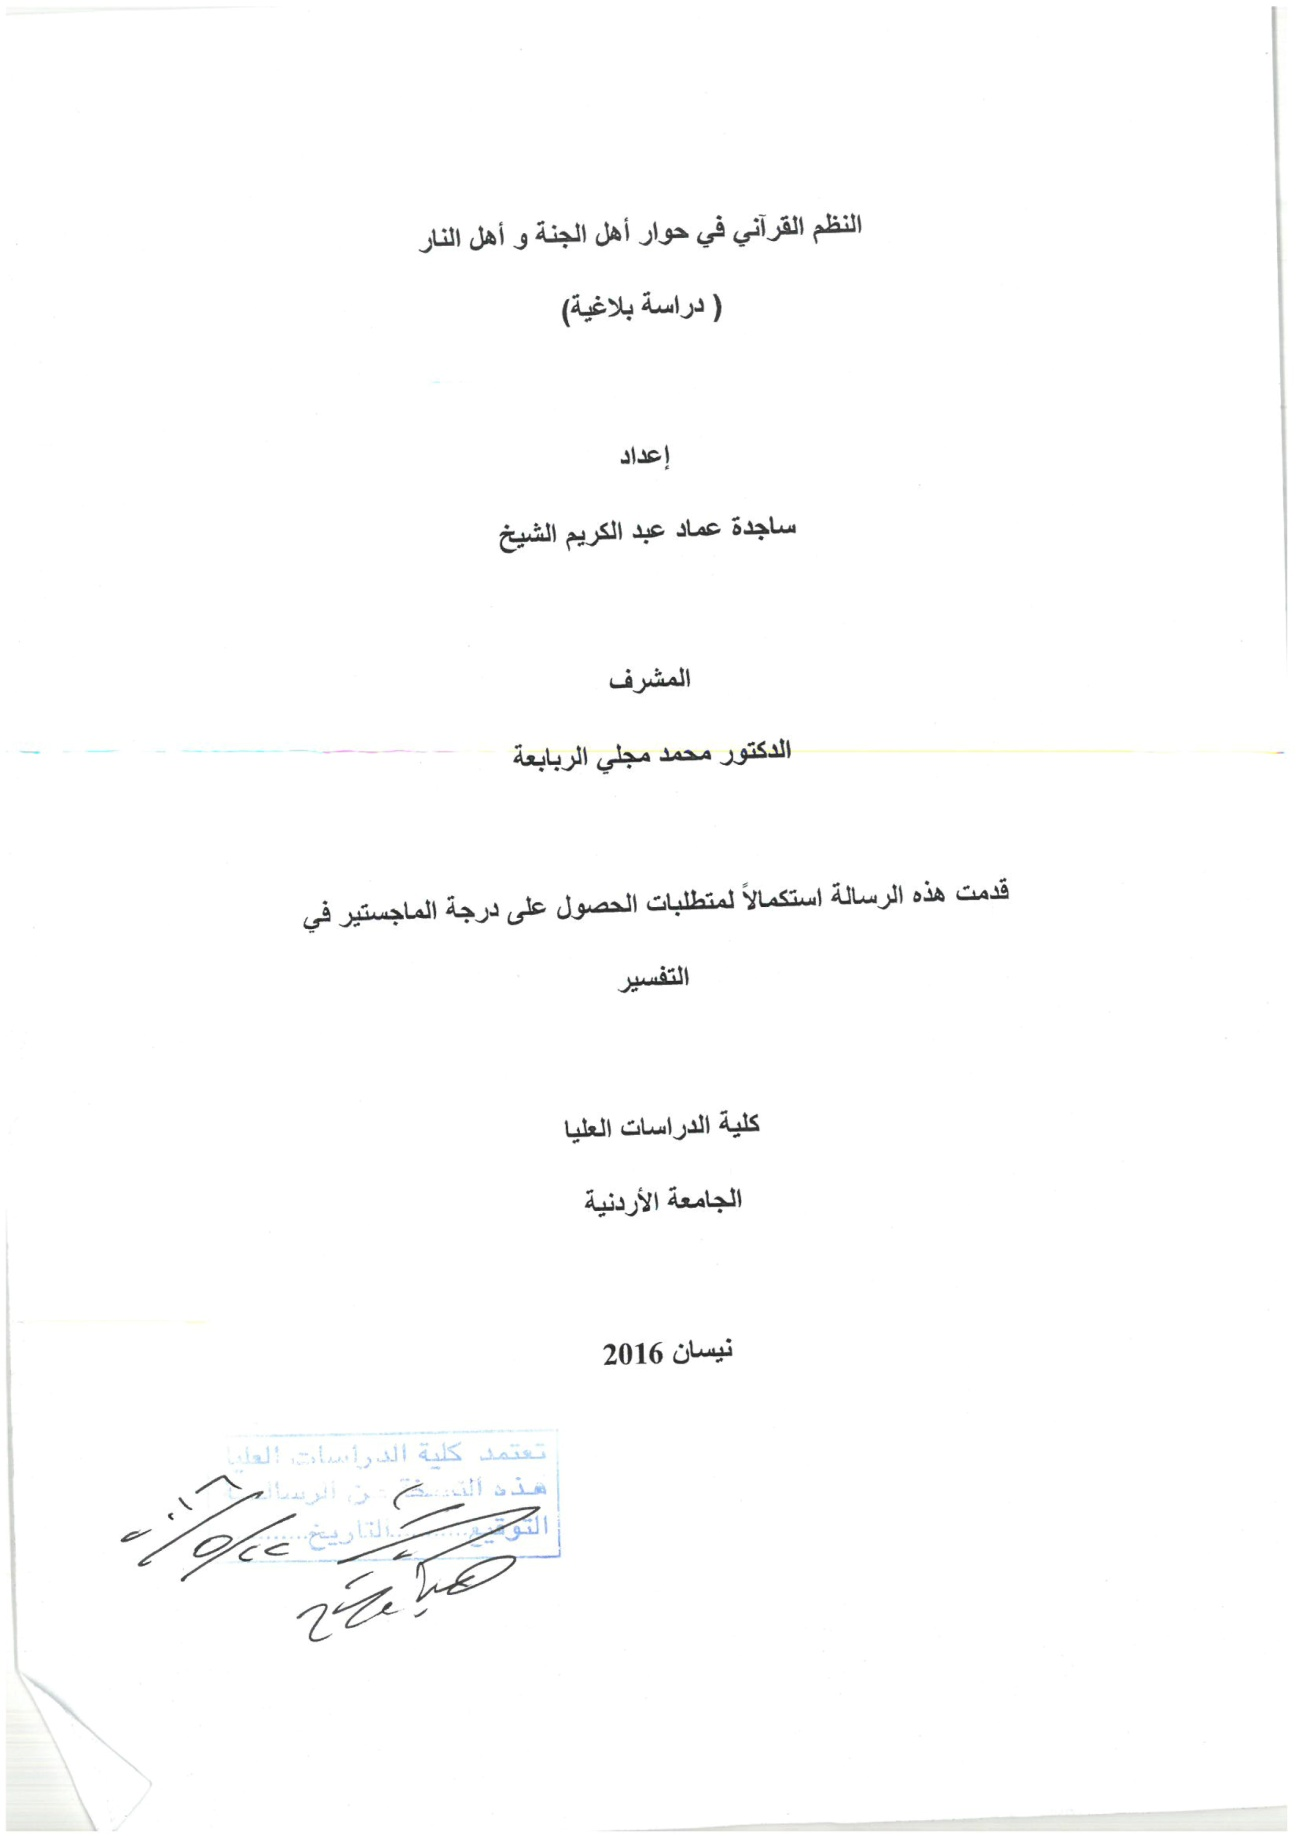 النظم القرآني في حوار أهل الجنة و أهل النار
( دراسة بلاغية)
إعداد
ساجدة عماد عبد الكريم الشيخ
المشرف
الدكتور محمد مجلي الربابعة
قدمت هذه الرسالة استكمالاً لمتطلبات الحصول على درجة الماجستير في
التفسير
كلية الدراسات العليا
الجامعة الأردنية
نيسان 2016
تعتمد كلية الدراسات العليا
هذه النسخة من الرسالة
التوقيع...........التاريخ........